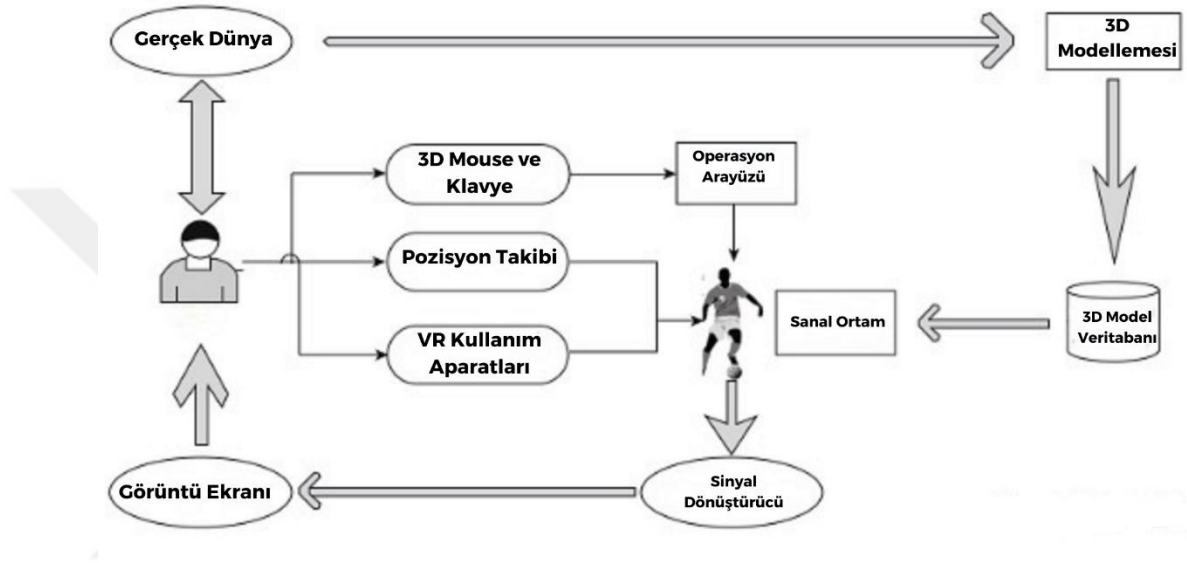 Gerçek Dünya
3D
Modellemesi
3D Mouse ve
Klavye
Operasyon
Arayüzü
Pozisyon Takibi
Sanal Ortam
3D Model
Veritabanı
VR Kullanım
Aparatları
Görüntü Ekranı
Sinyal
Dönüştürücü